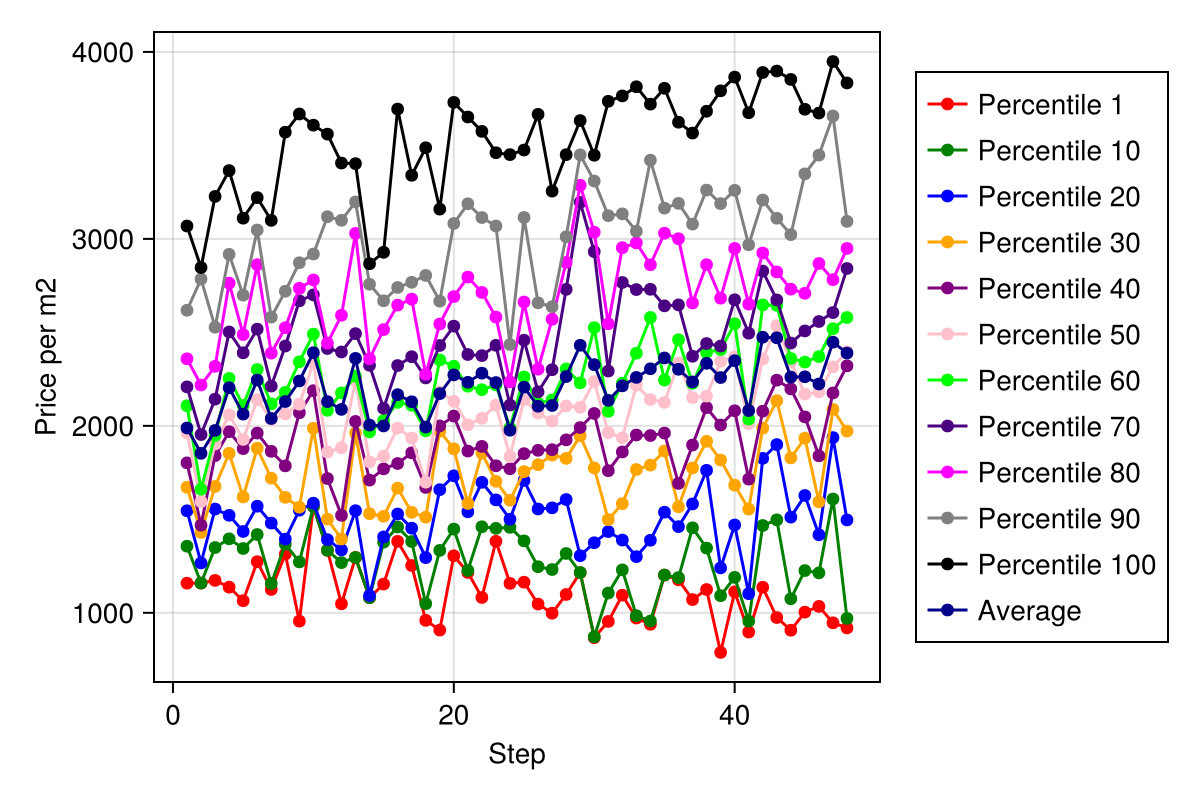 4000
3000
2000
1000
Price per m2
0
20
40
Step
Percentile 1
Percentile 10
Percentile 20
Percentile 30
Percentile 40
Percentile 50
Percentile 60
Percentile 70
Percentile 80
Percentile 90
Percentile 100
Average